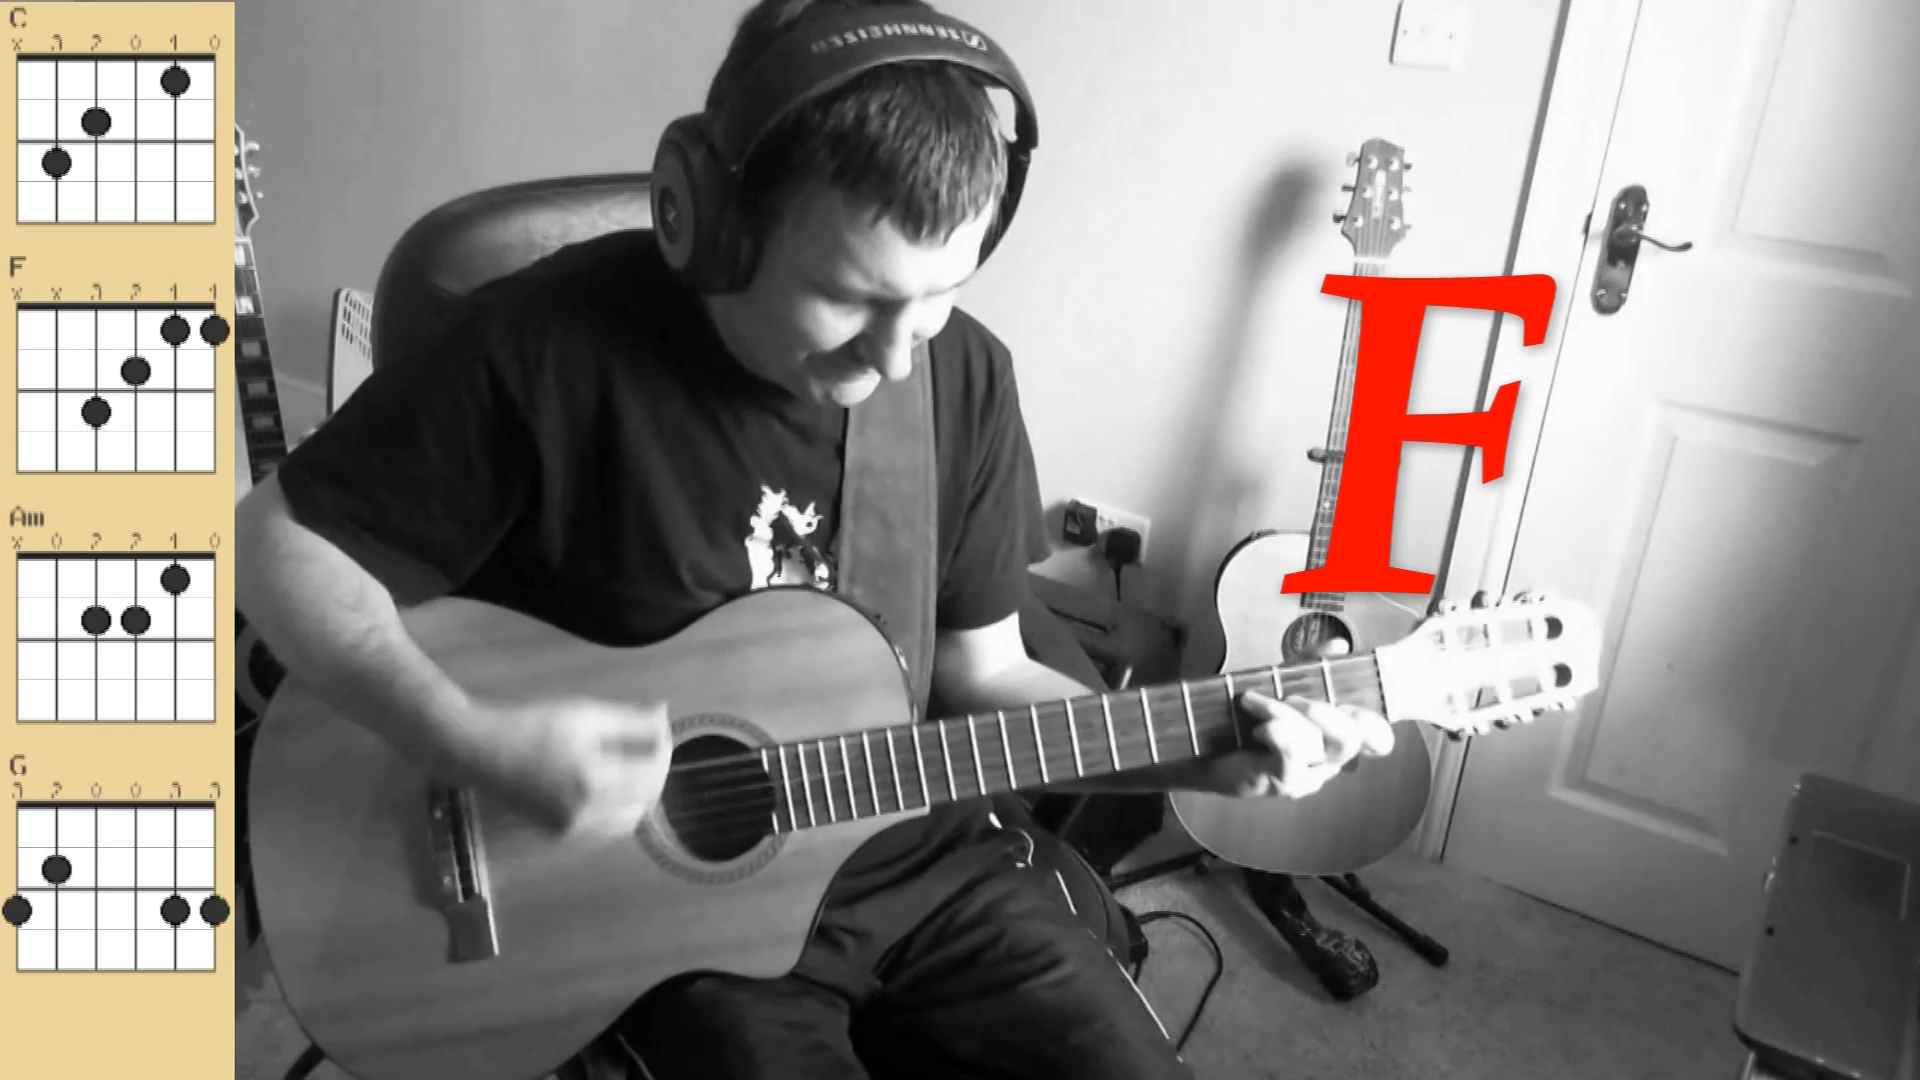 C
x 3 2 0 1 0
F
x x 3 2 1 1
Am
x 0 2 2 1 0
G
3 2 0 0 3 3
SENNHEISER
F